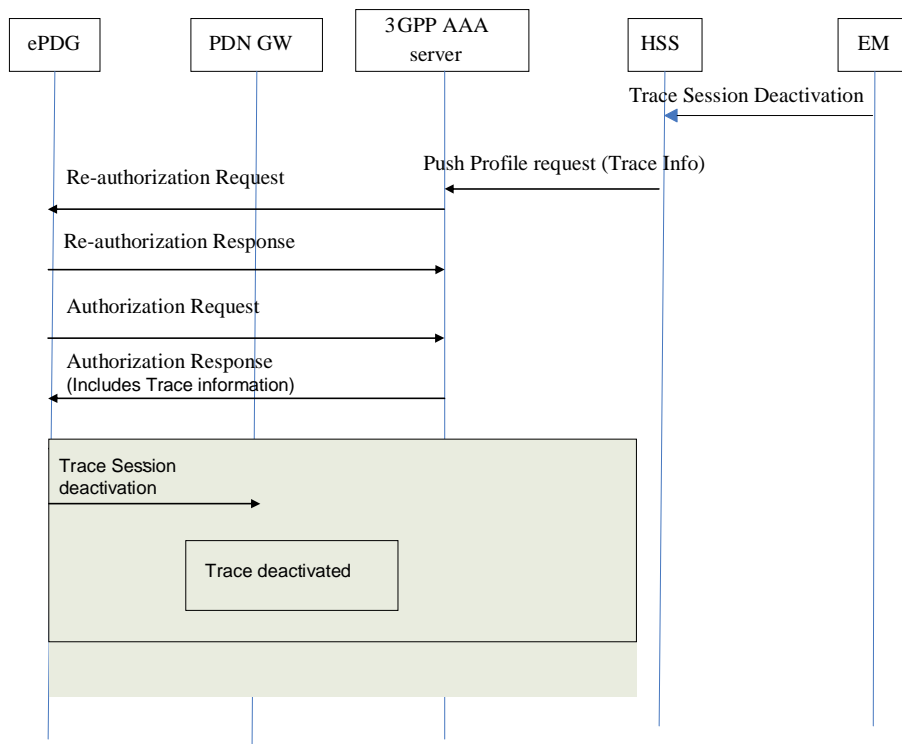 ePDG
PDN GW
3GPP AAA
server
HSS
EM
Trace Session Deactivation
Push Profile request (Trace Info)
Re-authorization Request
Re-authorization Response
Authorization Request
Authorization Response
(Includes Trace information)
Trace Session
deactivation
Trace deactivated